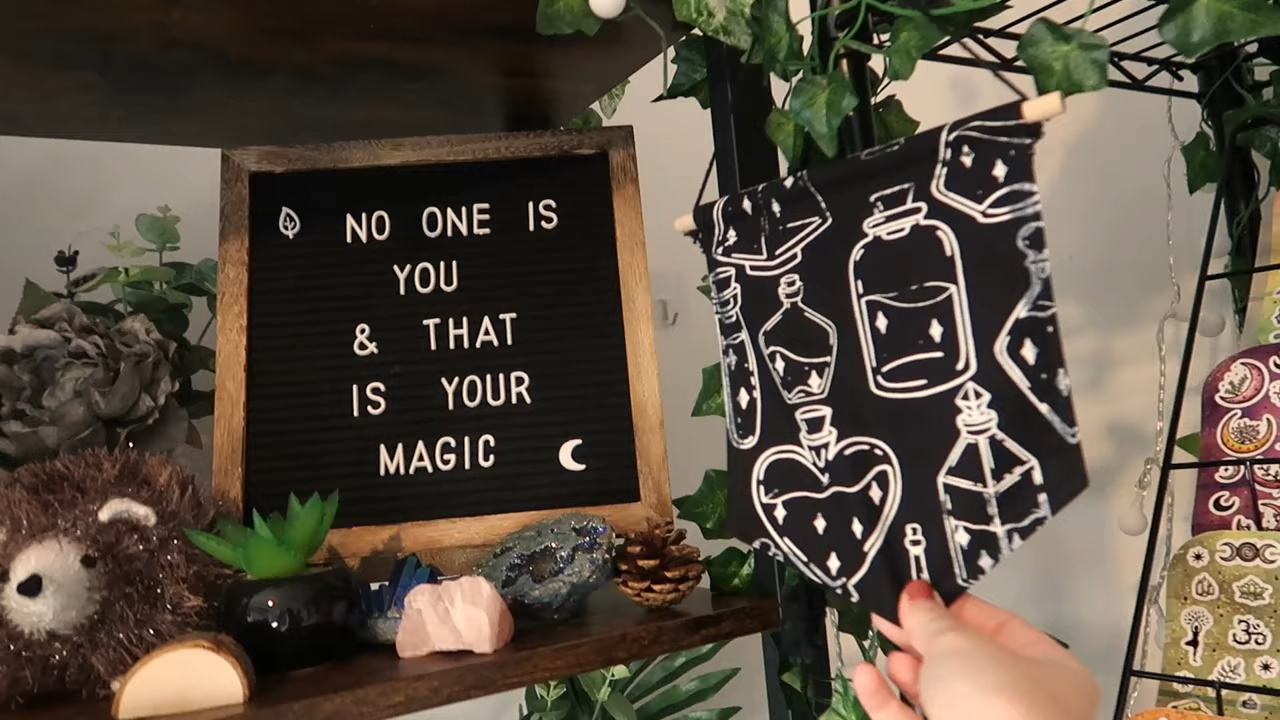 NO ONE IS
YOU
& THAT
IS YOUR
MAGIC
ॐ